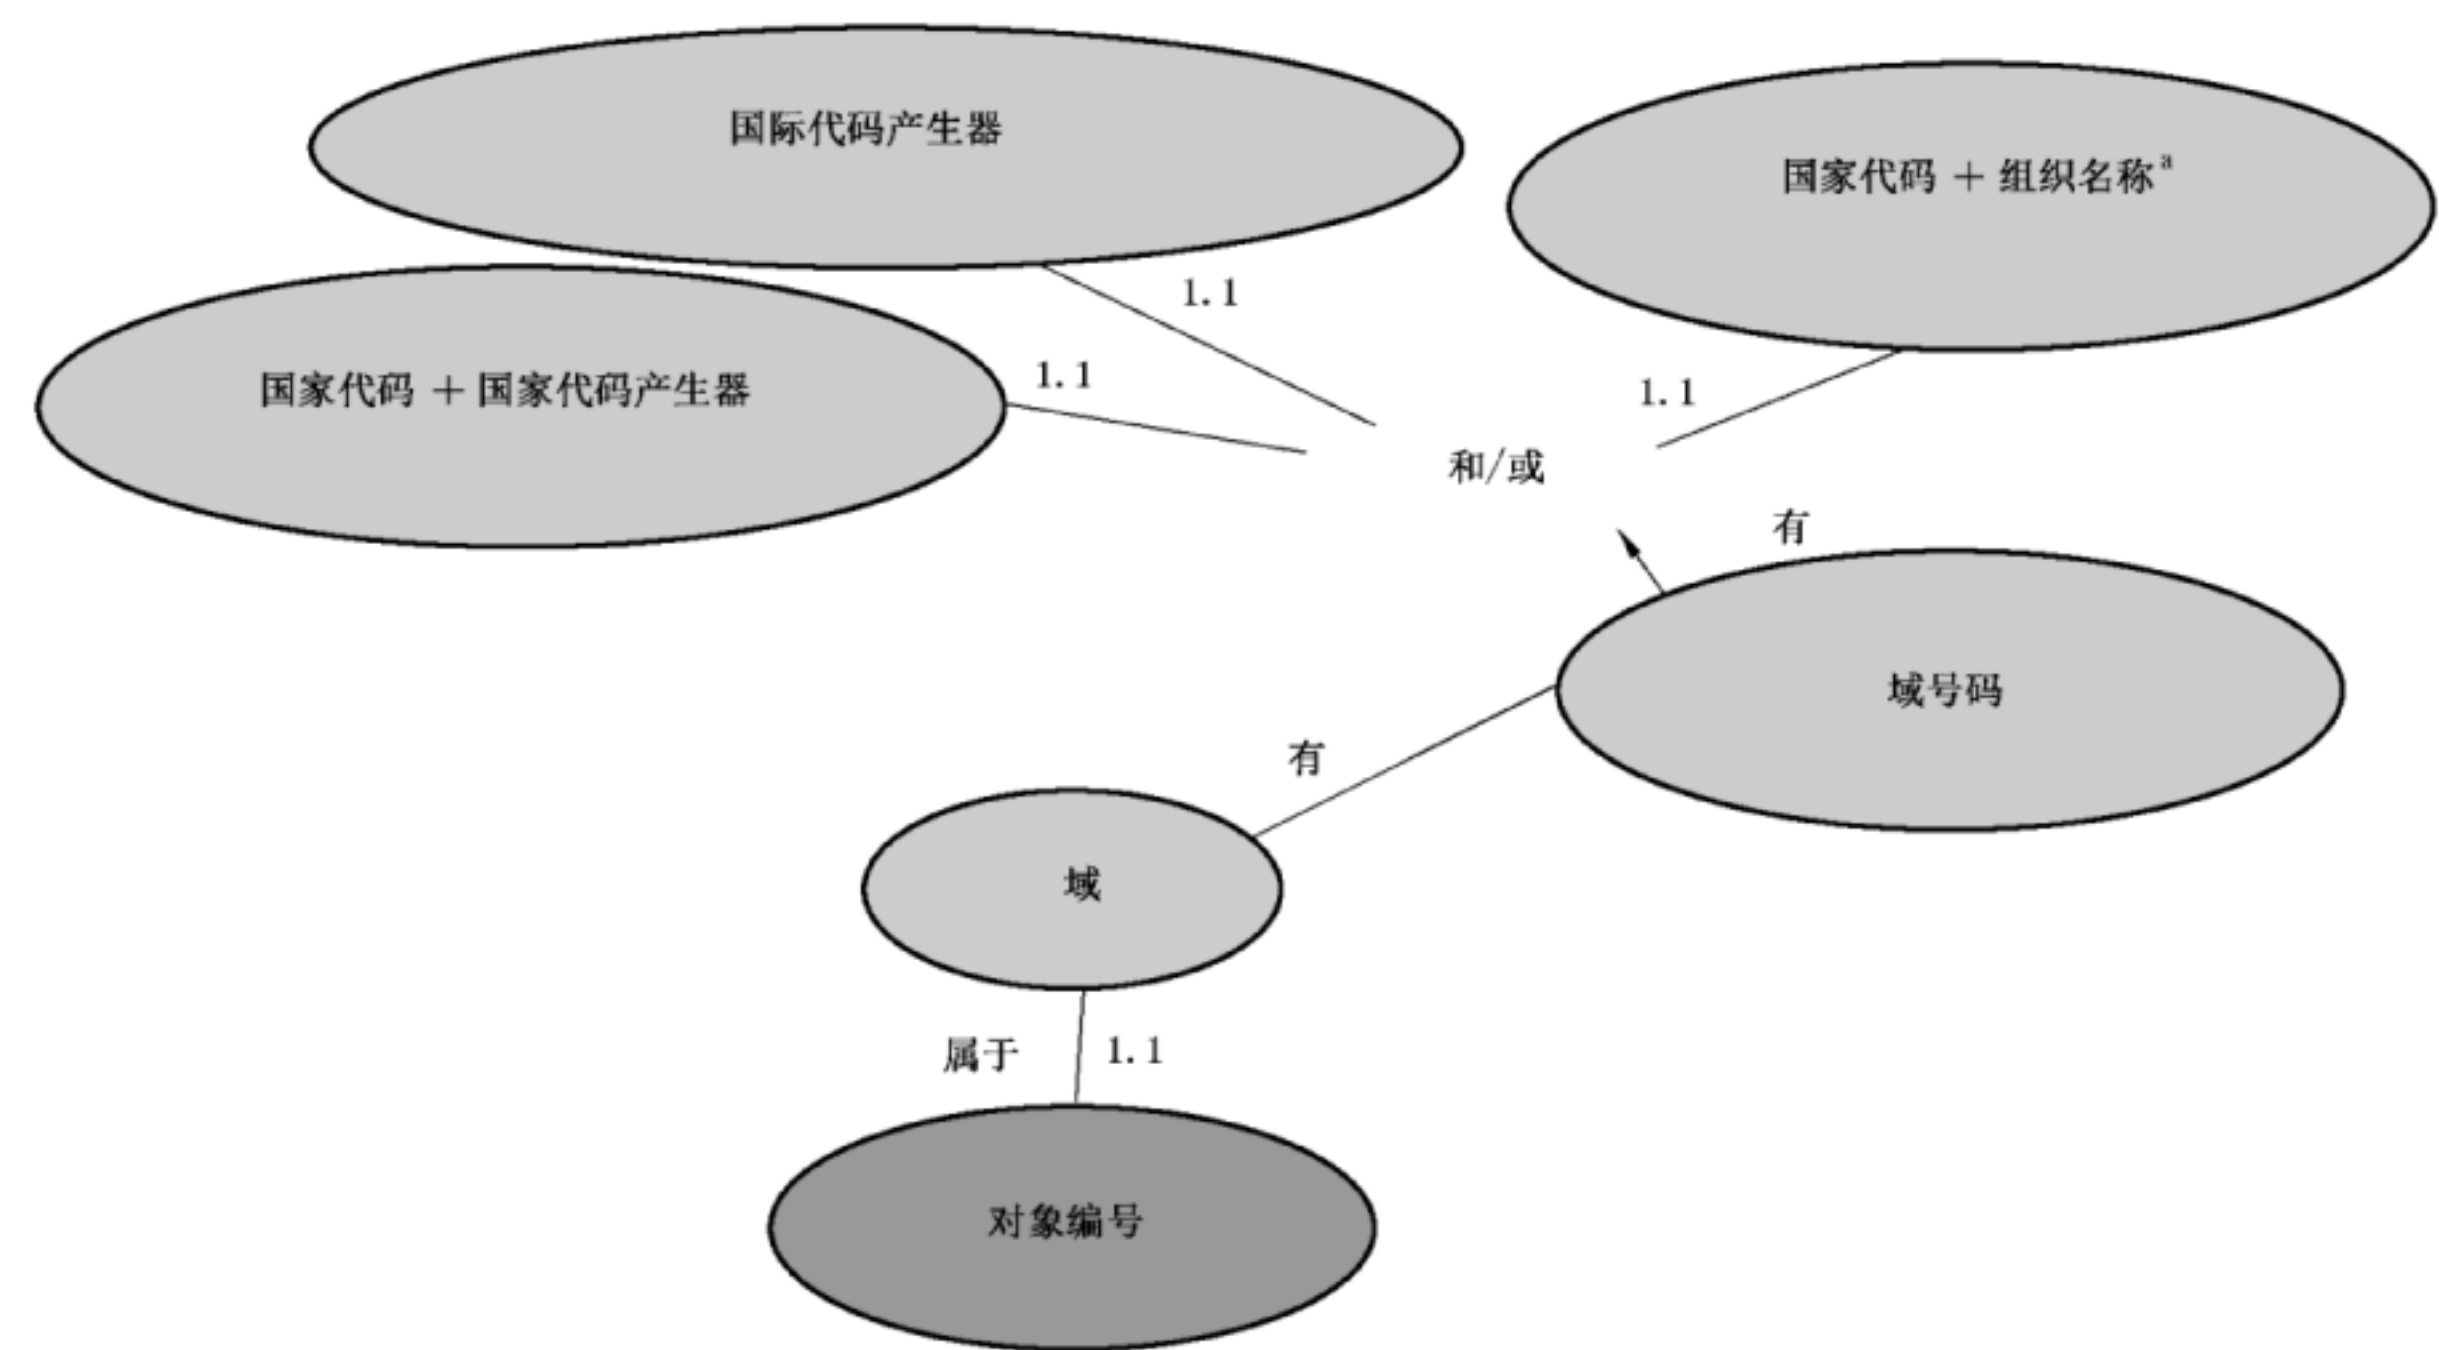 国际代码产生器
国家代码 + 组织名称ᵃ
1.1
1.1
国家代码 + 国家代码产生器
1.1
和/或
有
域号码
有
域
属于
1.1
对象编号